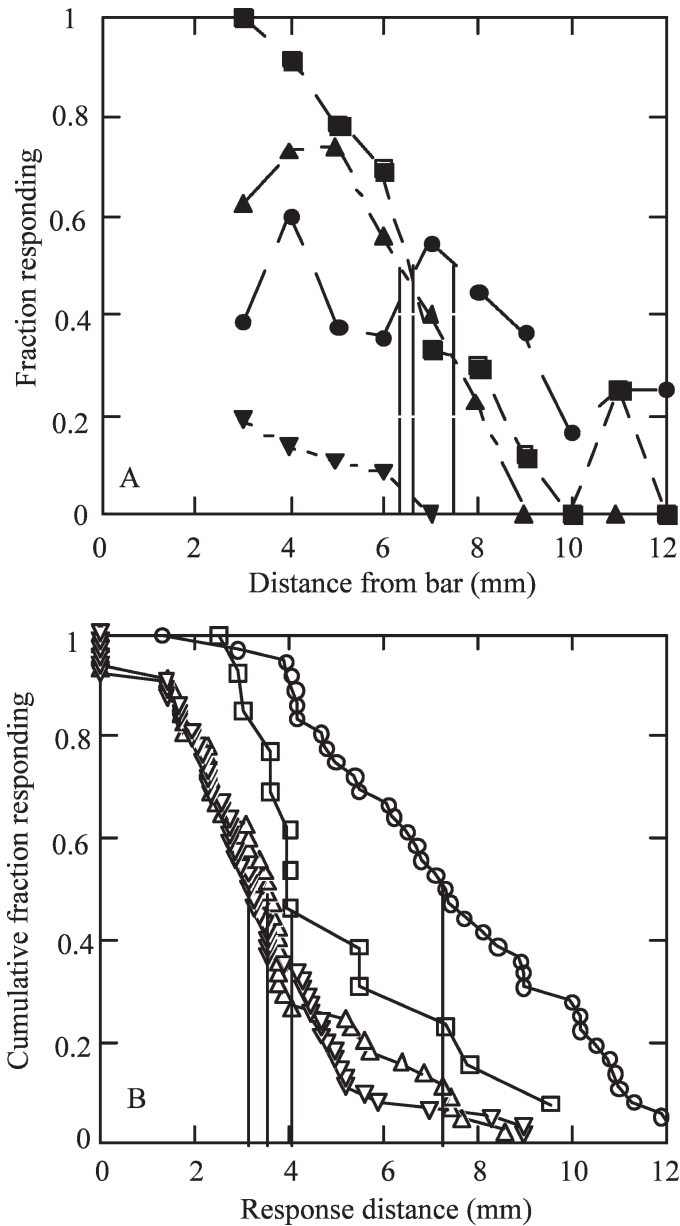 1
0.8
0.6
0.4
0.2
0
Fraction responding
A
0 2 4 6 8 10 12
Distance from bar (mm)
1
0.8
0.6
0.4
0.2
0
Cumulative fraction responding
B
0 2 4 6 8 10 12
Response distance (mm)